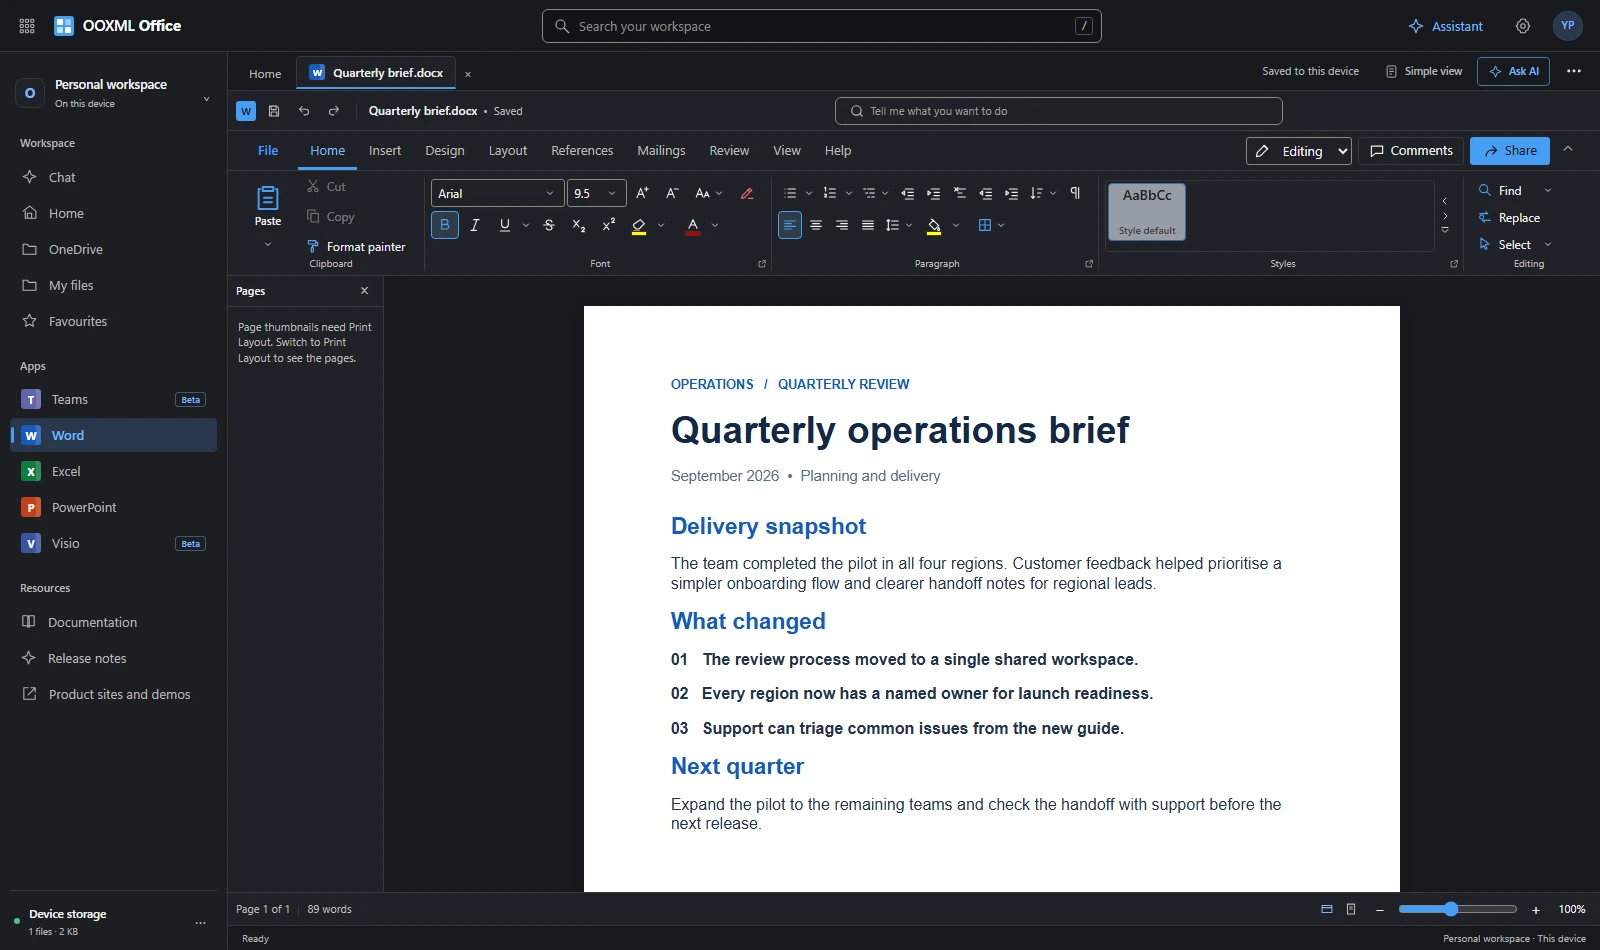 OOXML Office
Search your workspace
/
Assistant
YP
O
Personal workspace
On this device
Workspace
Chat
Home
OneDrive
My files
Favourites
Apps
T Teams Beta
W Word
X Excel
P PowerPoint
V Visio Beta
Resources
Documentation
Release notes
Product sites and demos
Device storage
1 files · 2 KB
Home
W Quarterly brief.docx ×
Saved to this device
Simple view
Ask AI
W Quarterly brief.docx • Saved
Tell me what you want to do
File Home Insert Design Layout References Mailings Review View Help
Editing
Comments
Share
Paste
Cut
Copy
Format painter
Clipboard
Arial
9.5
Font
Paragraph
AaBbCc
Style default
Styles
Find
Replace
Select
Editing
Pages
Page thumbnails need Print
Layout. Switch to Print
Layout to see the pages.
OPERATIONS / QUARTERLY REVIEW
Quarterly operations brief
September 2026 • Planning and delivery
Delivery snapshot
The team completed the pilot in all four regions. Customer feedback helped prioritise a
simpler onboarding flow and clearer handoff notes for regional leads.
What changed
01 The review process moved to a single shared workspace.
02 Every region now has a named owner for launch readiness.
03 Support can triage common issues from the new guide.
Next quarter
Expand the pilot to the remaining teams and check the handoff with support before the
next release.
Page 1 of 1
89 words
100%
Ready
Personal workspace · This device